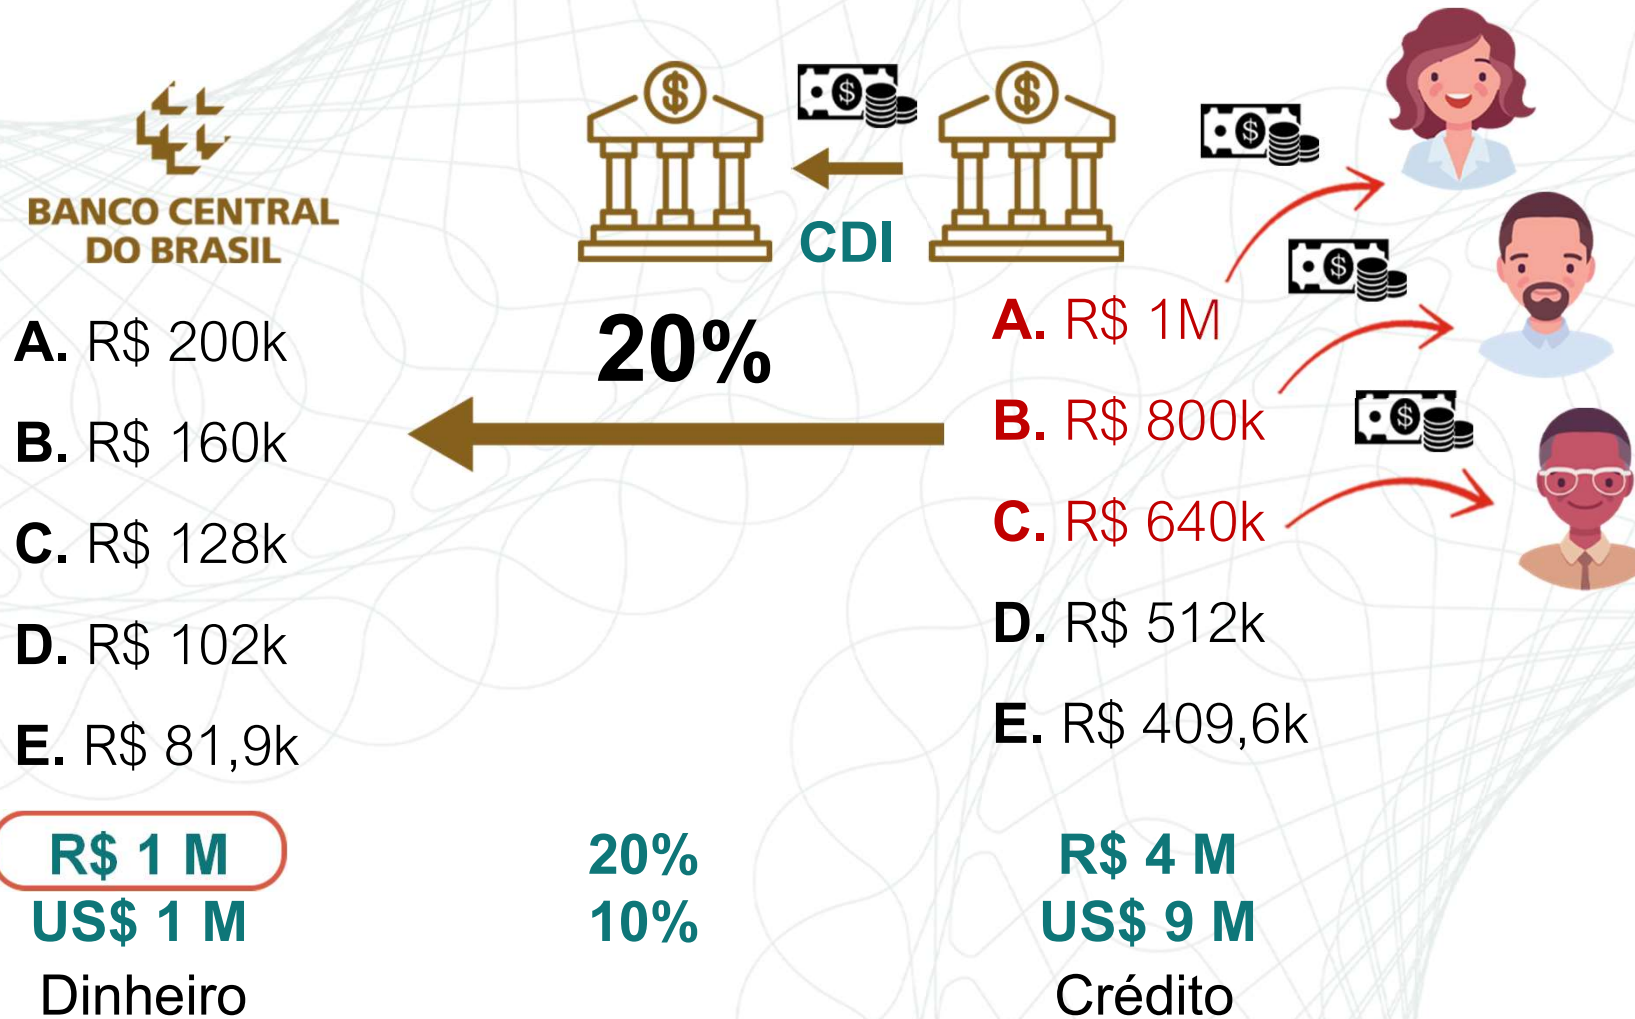 BANCO CENTRAL
DO BRASIL
CDI
20%
A. R$ 200k
B. R$ 160k
C. R$ 128k
D. R$ 102k
E. R$ 81,9k
A. R$ 1M
B. R$ 800k
C. R$ 640k
D. R$ 512k
E. R$ 409,6k
R$ 1 M 20% R$ 4 M
US$ 1 M 10% US$ 9 M
Dinheiro Crédito